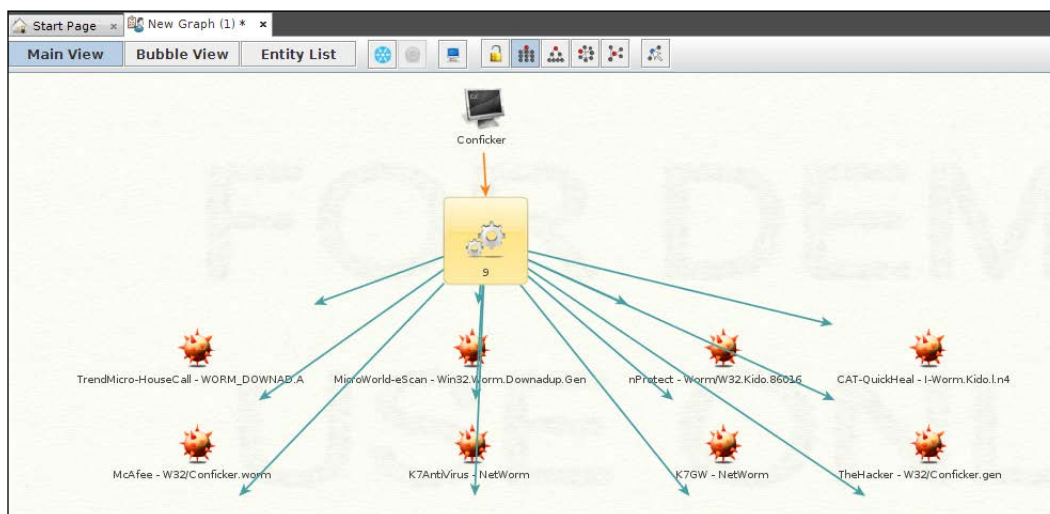 Start Page
New Graph (1) *
Main View
Bubble View
Entity List
Conficker
FOR DEM
9
TrendMicro-HouseCall - WORM_DOWNAD.A
MicroWorld-eScan - Win32.Worm.Downadup.Gen
nProtect - Worm/W32.Kido.86016
CAT-QuickHeal - I-Worm.Kido.l.n4
McAfee - W32/Conficker.worm
K7AntiVirus - NetWorm
K7GW - NetWorm
TheHacker - W32/Conficker.gen